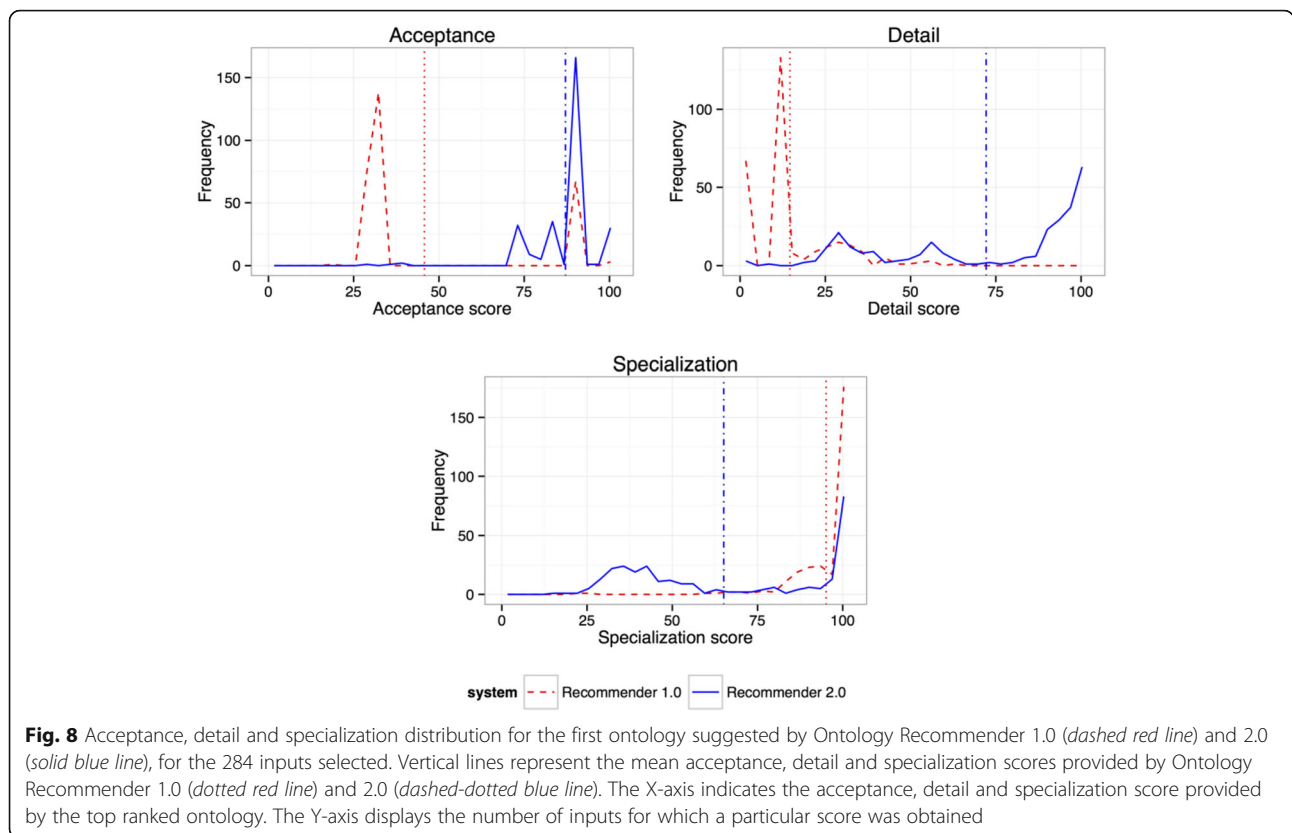 Acceptance
Frequency
150
100
50
0
0 25 50 75 100
Acceptance score
Detail
Frequency
100
50
0
0 25 50 75 100
Detail score
Specialization
Frequency
150
100
50
0
0 25 50 75 100
Specialization score
system Recommender 1.0 Recommender 2.0
Fig. 8 Acceptance, detail and specialization distribution for the first ontology suggested by Ontology Recommender 1.0 (dashed red line) and 2.0
(solid blue line), for the 284 inputs selected. Vertical lines represent the mean acceptance, detail and specialization scores provided by Ontology
Recommender 1.0 (dotted red line) and 2.0 (dashed-dotted blue line). The X-axis indicates the acceptance, detail and specialization score provided
by the top ranked ontology. The Y-axis displays the number of inputs for which a particular score was obtained